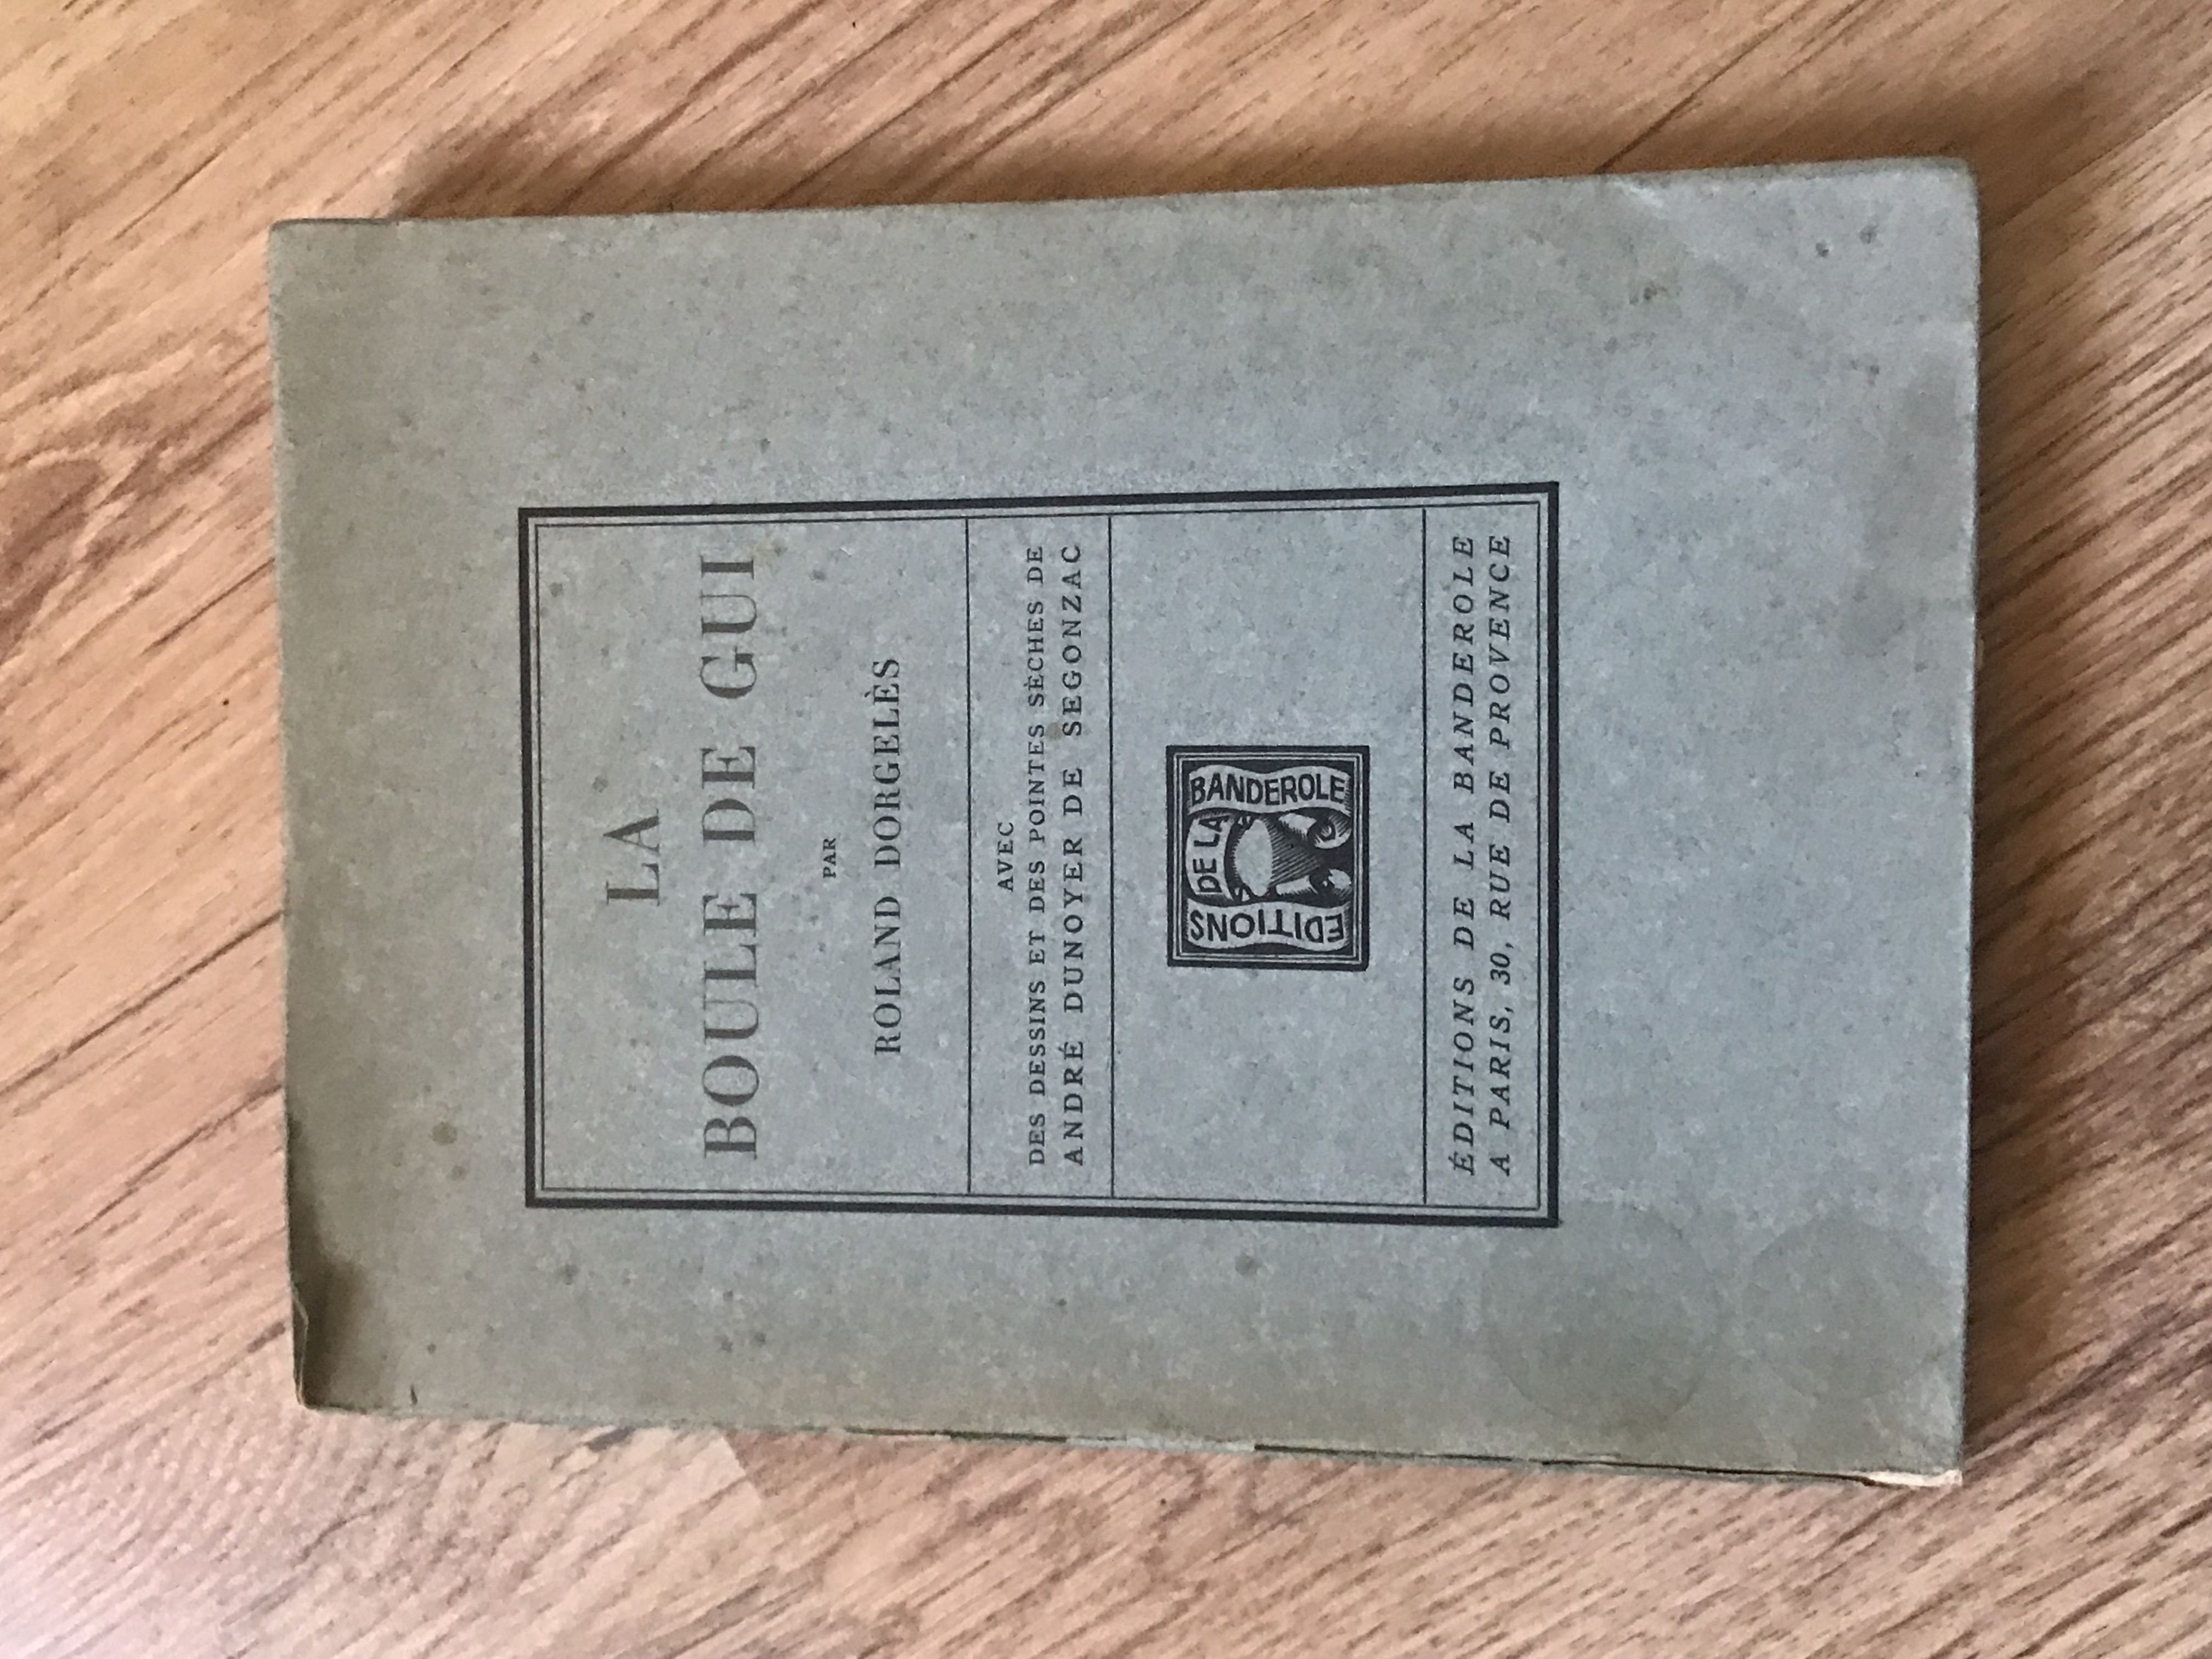 LA
BOULE DE GUI
PAR
ROLAND DORGELÈS
AVEC
DES DESSINS ET DES POINTES SÈCHES DE
ANDRÉ DUNOYER DE SEGONZAC
EDITIONS
DE LA
BANDEROLE
ÉDITIONS DE LA BANDEROLE
A PARIS, 30, RUE DE PROVENCE